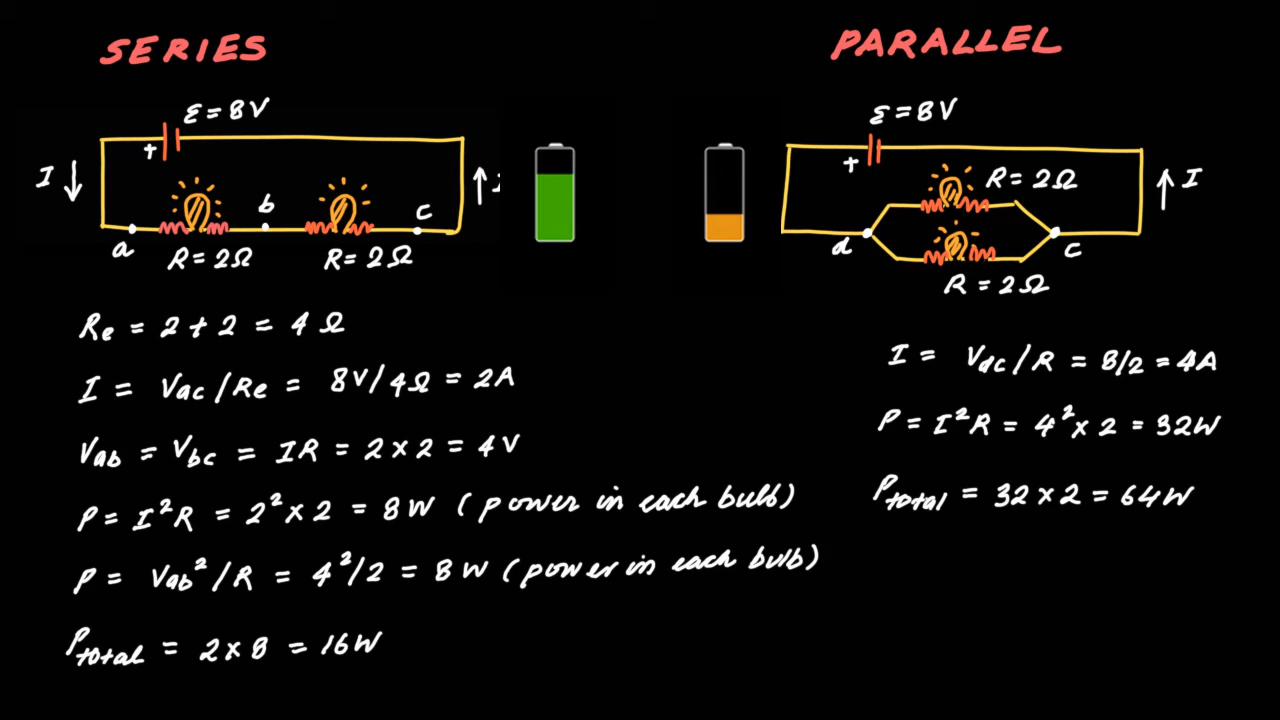 SERIES
ε = 8V
+
I ↓
↑
a
b
c
R = 2Ω
R = 2Ω
Re = 2 + 2 = 4 Ω
I = Vac/Re = 8V/4Ω = 2A
Vab = Vbc = IR = 2 × 2 = 4V
P = I²R = 2² × 2 = 8W (power in each bulb)
P = Vab²/R = 4²/2 = 8W (power in each bulb)
Ptotal = 2 × 8 = 16W
PARALLEL
ε = 8V
+
↑ I
R = 2Ω
d
c
R = 2Ω
I = Vdc/R = 8/2 = 4A
P = I²R = 4² × 2 = 32W
Ptotal = 32 × 2 = 64W